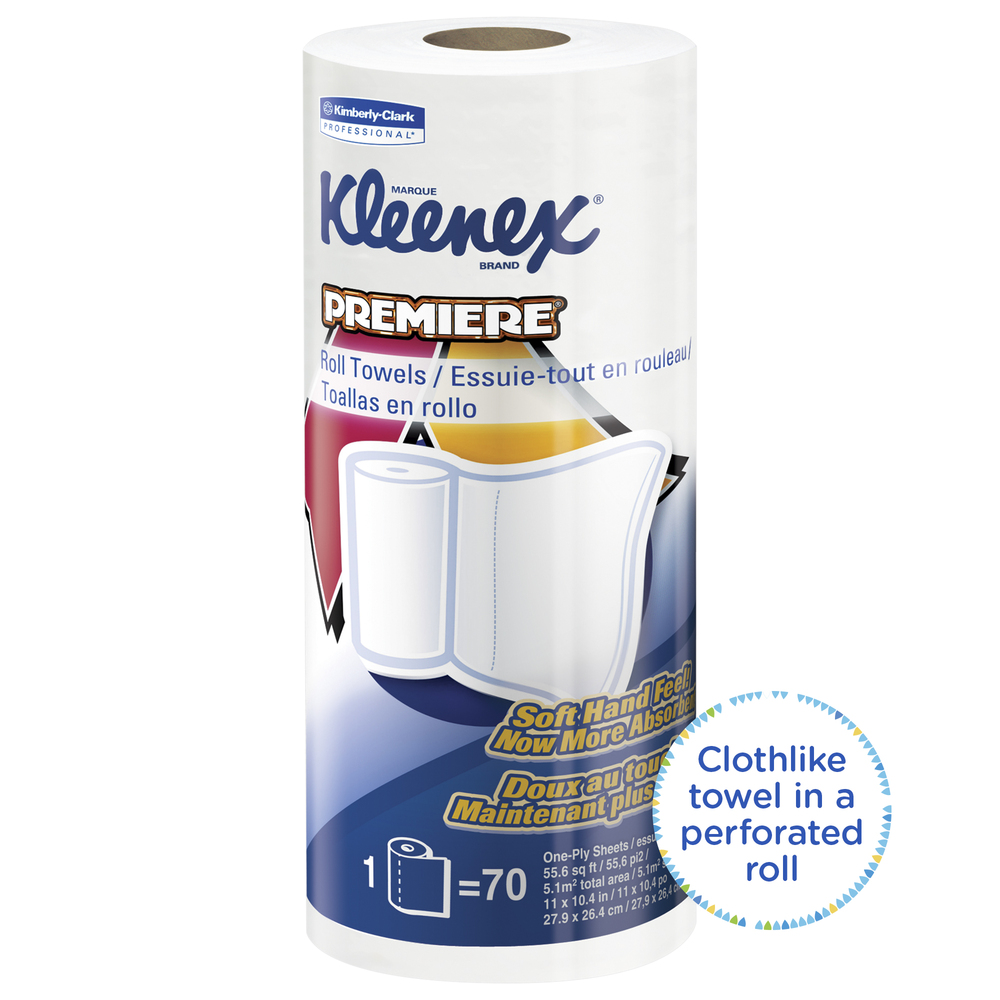 Kimberly-Clark
PROFESSIONAL*
MARQUE
Kleenex®
BRAND
PREMIERE®
Roll Towels / Essuie-tout en rouleau /
Toallas en rollo
Soft Hand Feel!
Now More Absorbent
Doux au
Maintenant plus
1 =70
One-Ply Sheets /
55.6 sq ft / 55,6 pi2 /
5.1m² total area / 5.1m²
11 x 10.4 in / 11 x 10,4 po
27.9 x 26.4 cm / 27,9 x 26,4
Clothlike
towel in a
perforated
roll